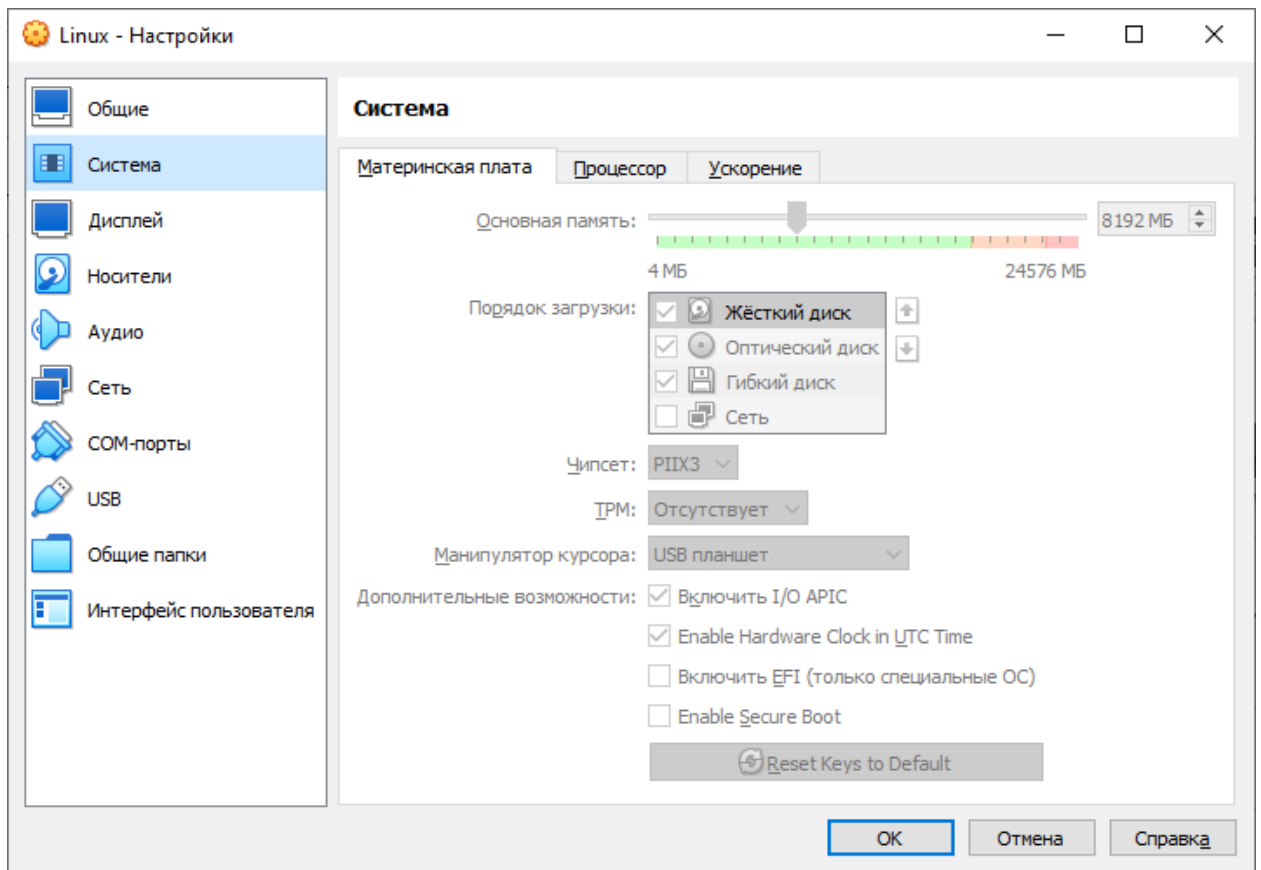 Linux - Настройки
Общие
Система
Дисплей
Носители
Аудио
Сеть
COM-порты
USB
Общие папки
Интерфейс пользователя
Система
Материнская плата Процессор Ускорение
Основная память: 8192 МБ
4 МБ 24576 МБ
Порядок загрузки: Жёсткий диск
Оптический диск
Гибкий диск
Сеть
Чипсет: PIIX3
TPM: Отсутствует
Манипулятор курсора: USB планшет
Дополнительные возможности: Включить I/O APIC
Enable Hardware Clock in UTC Time
Включить EFI (только специальные ОС)
Enable Secure Boot
Reset Keys to Default
OK Отмена Справка